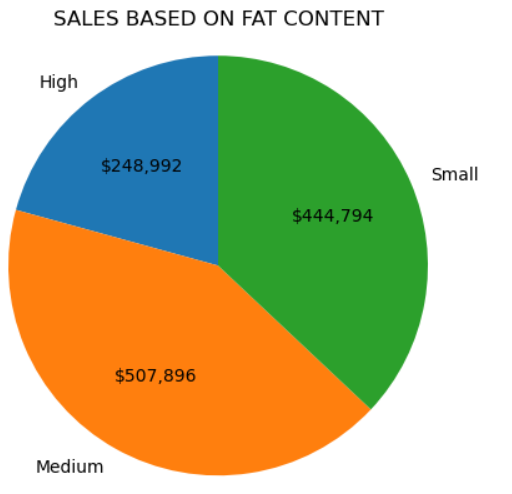 SALES BASED ON FAT CONTENT
High
$248,992
Small
$444,794
$507,896
Medium